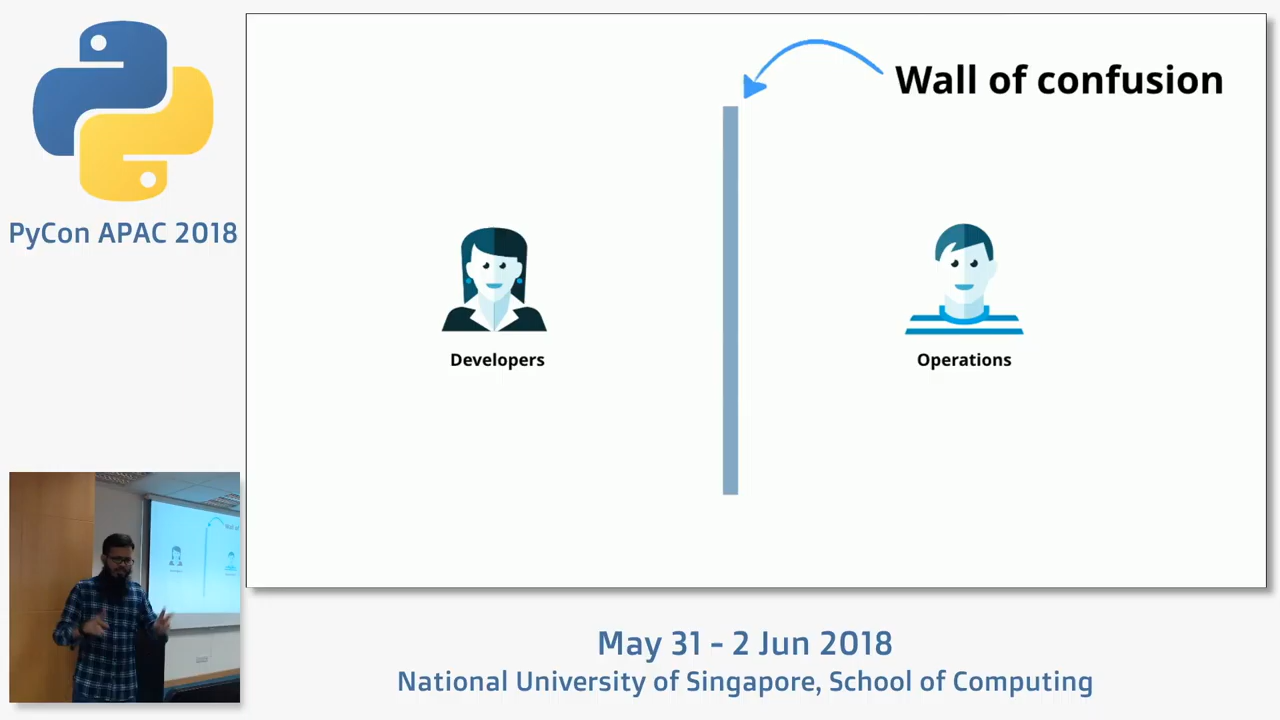 PyCon APAC 2018
Wall of confusion
Developers
Operations
May 31 - 2 Jun 2018
National University of Singapore, School of Computing